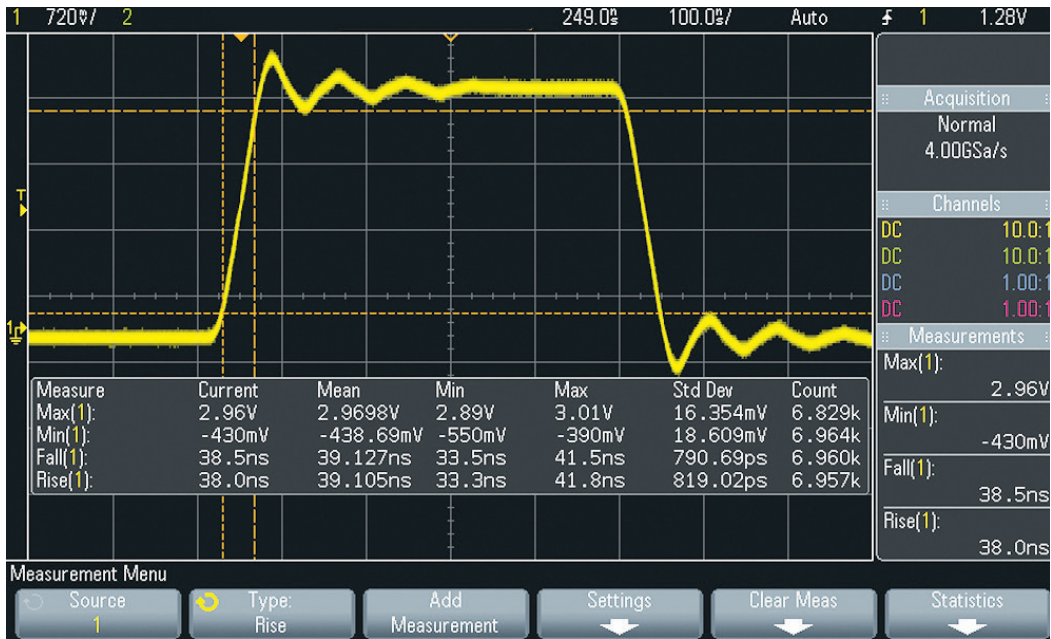 1 720♥/ 2 249.0⅋ 100.0⅋/ Auto 1 1.28V
Acquisition
Normal
4.00GSa/s
Channels
DC 10.0:1
DC 10.0:1
DC 1.00:1
DC 1.00:1
Measurements
Max(1):
2.96V
Min(1):
-430mV
Fall(1):
38.5ns
Rise(1):
38.0ns
T
1
Measure Current Mean Min Max Std Dev Count
Max(1): 2.96V 2.9698V 2.89V 3.01V 16.354mV 6.829k
Min(1): -430mV -438.69mV -550mV -390mV 18.609mV 6.964k
Fall(1): 38.5ns 39.127ns 33.5ns 41.5ns 790.69ps 6.960k
Rise(1): 38.0ns 39.105ns 33.3ns 41.8ns 819.02ps 6.957k
Measurement Menu
Source
1
Type:
Rise
Add
Measurement
Settings
Clear Meas
Statistics